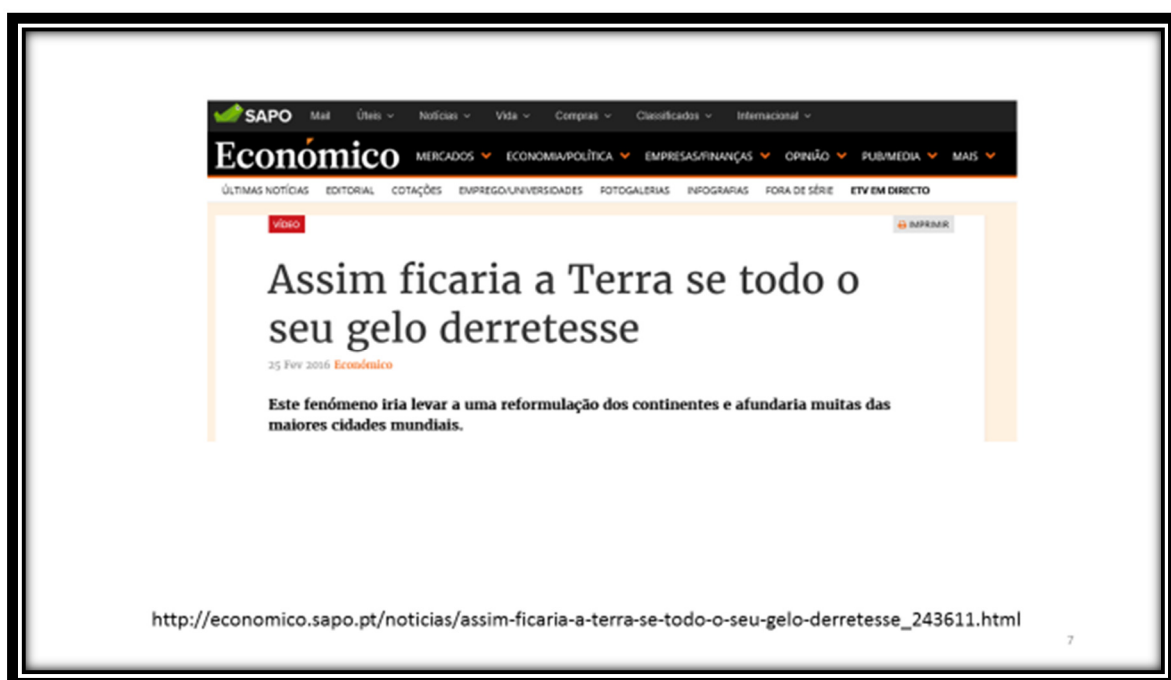 SAPO Mail Úteis Notícias Vida Compras Classificados Internacional
Económico MERCADOS ECONOMIA/POLÍTICA EMPRESAS/FINANÇAS OPINIÃO PUB/MEDIA MAIS
ÚLTIMAS NOTÍCIAS EDITORIAL COTAÇÕES EMPREGO/UNIVERSIDADES FOTOGALERIAS INFOGRAFIAS FORA DE SÉRIE ETV EM DIRECTO
VÍDEO IMPRIMIR
Assim ficaria a Terra se todo o
seu gelo derretesse
25 Fev 2016 Económico
Este fenómeno iria levar a uma reformulação dos continentes e afundaria muitas das
maiores cidades mundiais.
http://economico.sapo.pt/noticias/assim-ficaria-a-terra-se-todo-o-seu-gelo-derretesse_243611.html
7